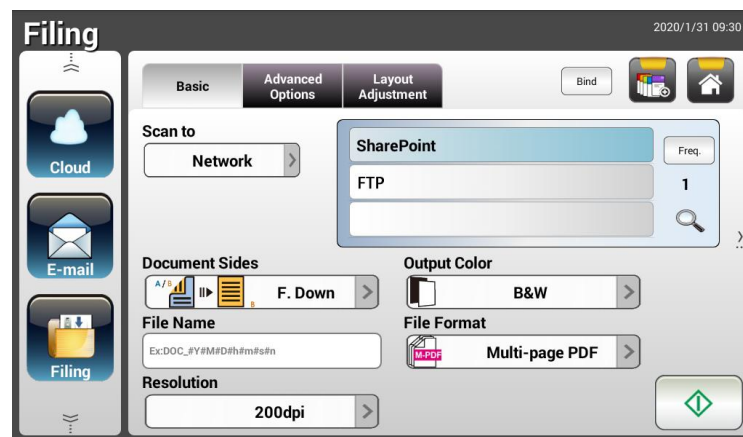 Filing
2020/1/31 09:30
Basic
Advanced
Options
Layout
Adjustment
Bind
Cloud
E-mail
Filing
Scan to
Network
SharePoint
FTP
Freq.
1
Document Sides
A/B
B
F. Down
Output Color
B&W
File Name
Ex:DOC_#Y#M#D#h#m#s#n
File Format
M-PDF
Multi-page PDF
Resolution
200dpi